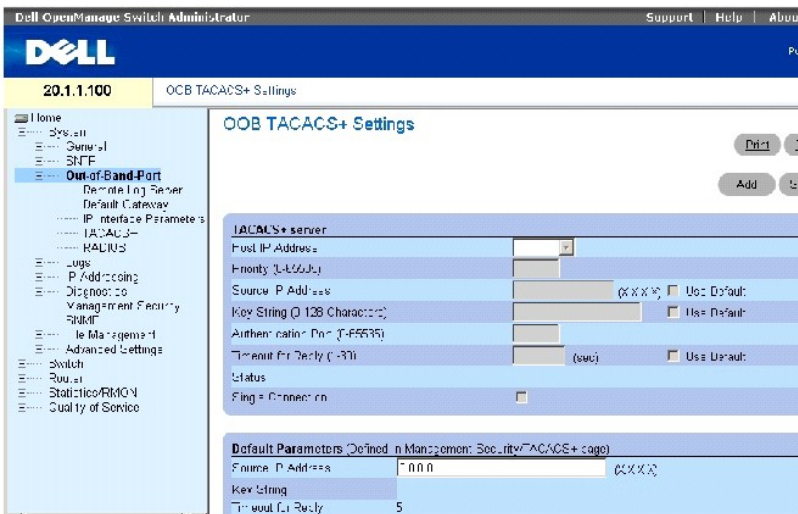 Dell OpenManage Switch Administrator Support | Help |
DELL
20.1.1.100 OOB TACACS+ Settings
Home
System
General
SNTP
Out-of-Band-Port
Remote Log Server
Default Gateway
IP Interface Parameters
TACACS+
RADIUS
Logs
IP Addressing
Diagnostics
Management Security
SNMP
File Management
Advanced Settings
Switch
Router
Statistics/RMON
Quality of Service
OOB TACACS+ Settings
Print
Add
TACACS+ server
Host IP Address
Priority (0-65535)
Source IP Address (X.X.X.X) Use Default
Key String (0-128 Characters) Use Default
Authentication Port (0-65535)
Timeout for Reply (1-30) (sec) Use Default
Status
Single Connection
Default Parameters (Defined in Management Security/TACACS+ page)
Source IP Address 0.0.0.0 (X.X.X.X)
Key String
Timeout for Reply 5